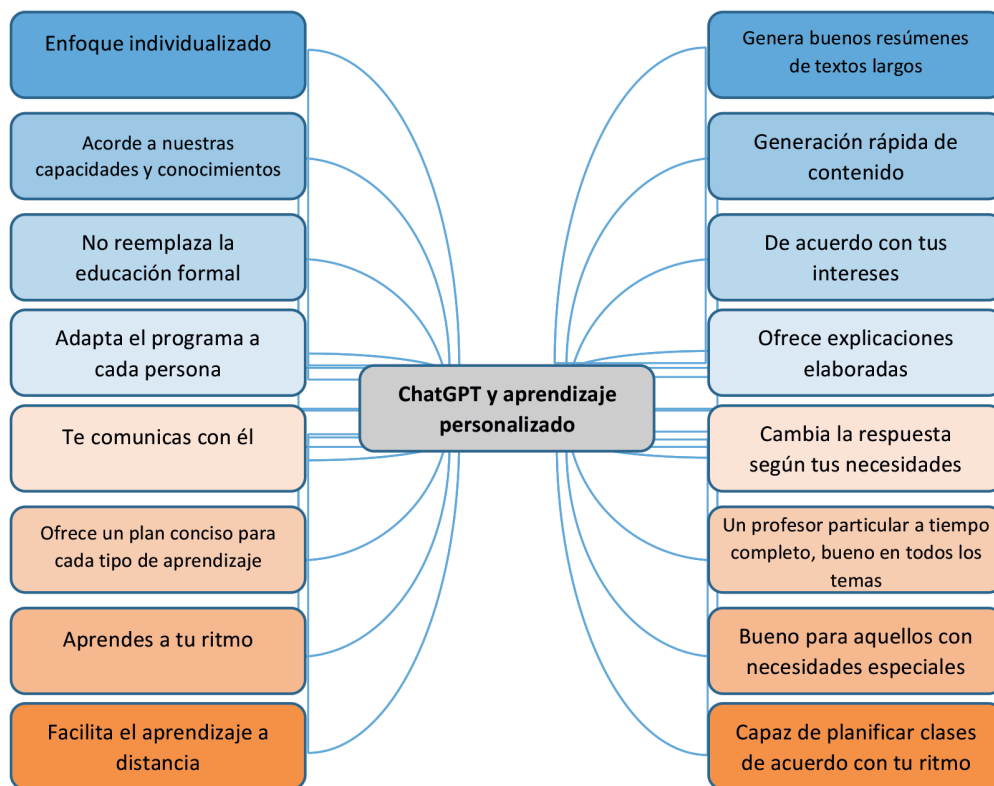 Enfoque individualizado
Acorde a nuestras
capacidades y conocimientos
No reemplaza la
educación formal
Adapta el programa a
cada persona
Te comunicas con él
Ofrece un plan conciso para
cada tipo de aprendizaje
Aprendes a tu ritmo
Facilita el aprendizaje a
distancia
ChatGPT y aprendizaje
personalizado
Genera buenos resúmenes
de textos largos
Generación rápida de
contenido
De acuerdo con tus
intereses
Ofrece explicaciones
elaboradas
Cambia la respuesta
según tus necesidades
Un profesor particular a tiempo
completo, bueno en todos los
temas
Bueno para aquellos con
necesidades especiales
Capaz de planificar clases
de acuerdo con tu ritmo